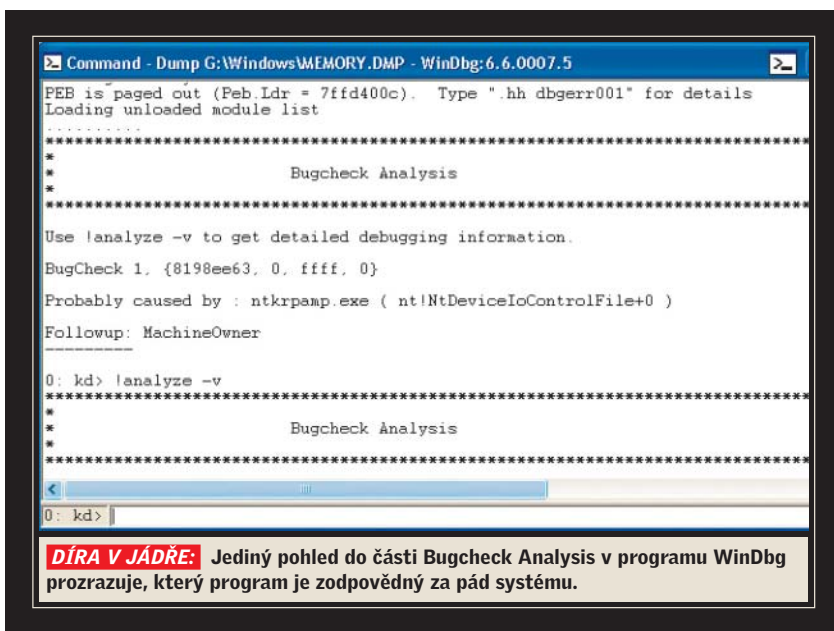 Command - Dump G:\Windows\MEMORY.DMP - WinDbg:6.6.0007.5
PEB is paged out (Peb.Ldr = 7ffd400c).  Type ".hh dbgerr001" for details
Loading unloaded module list
..........
*******************************************************************************
*
*                        Bugcheck Analysis
*
*******************************************************************************
Use !analyze -v to get detailed debugging information.
BugCheck 1, {8198ee63, 0, ffff, 0}
Probably caused by : ntkrpamp.exe ( nt!NtDeviceIoControlFile+0 )
Followup: MachineOwner
---------
0: kd> !analyze -v
*******************************************************************************
*
*                        Bugcheck Analysis
*
*******************************************************************************
0: kd>
DÍRA V JÁDŘE: Jediný pohled do části Bugcheck Analysis v programu WinDbg
prozrazuje, který program je zodpovědný za pád systému.